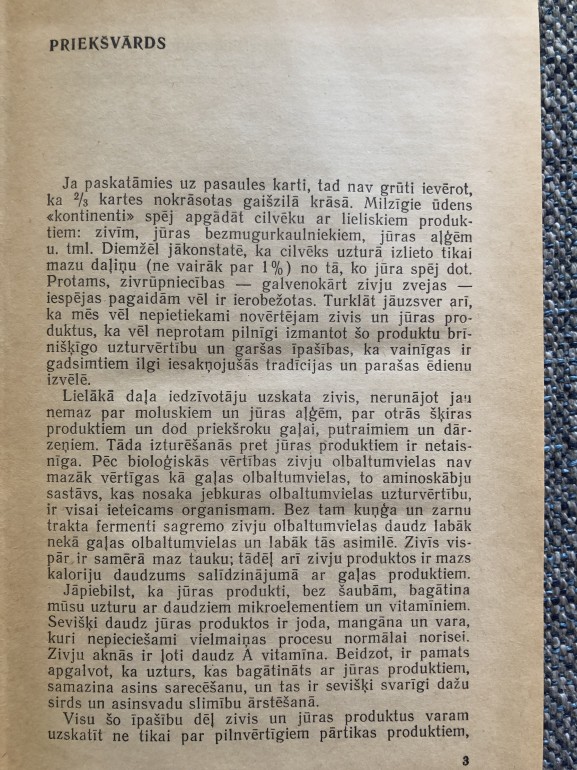 PRIEKŠVĀRDS
Ja paskatāmies uz pasaules karti, tad nav grūti ievērot,
ka 2/3 kartes nokrāsotas gaišzilā krāsā. Milzīgie ūdens
«kontinenti» spēj apgādāt cilvēku ar lieliskiem produk-
tiem: zivīm, jūras bezmugurkaulniekiem, jūras aļģēm
u. tml. Diemžēl jākonstatē, ka cilvēks uzturā izlieto tikai
mazu daļiņu (ne vairāk par 1%) no tā, ko jūra spēj dot.
Protams, zivrūpniecības — galvenokārt zivju zvejas —
iespējas pagaidām vēl ir ierobežotas. Turklāt jāuzsver arī,
ka mēs vēl nepietiekami novērtējam zivis un jūras pro-
duktus, ka vēl neprotam pilnīgi izmantot šo produktu brī-
nišķīgo uzturvērtību un garšas īpašības, ka vainīgas ir
gadsimtiem ilgi iesakņojušās tradīcijas un parašas ēdienu
izvēlē.
Lielākā daļa iedzīvotāju uzskata zivis, nerunājot jau
nemaz par moluskiem un jūras aļģēm, par otrās šķiras
produktiem un dod priekšroku gaļai, putraimiem un dār-
zeņiem. Tāda izturēšanās pret jūras produktiem ir netais-
nīga. Pēc bioloģiskās vērtības zivju olbaltumvielas nav
mazāk vērtīgas kā gaļas olbaltumvielas, to aminoskābju
sastāvs, kas nosaka jebkuras olbaltumvielas uzturvērtību,
ir visai ieteicams organismam. Bez tam kuņģa un zarnu
trakta fermenti sagremo zivju olbaltumvielas daudz labāk
nekā gaļas olbaltumvielas un labāk tās asimilē. Zivīs vis-
pār ir samērā maz tauku; tādēļ arī zivju produktos ir mazs
kaloriju daudzums salīdzinājumā ar gaļas produktiem.
Jāpiebilst, ka jūras produkti, bez šaubām, bagātina
mūsu uzturu ar daudziem mikroelementiem un vitamīniem.
Sevišķi daudz jūras produktos ir joda, mangāna un vara,
kuri nepieciešami vielmaiņas procesu normālai norisei.
Zivju aknās ir ļoti daudz A vitamīna. Beidzot, ir pamats
apgalvot, ka uzturs, kas bagātināts ar jūras produktiem,
samazina asins sarecēšanu, un tas ir sevišķi svarīgi dažu
sirds un asinsvadu slimību ārstēšanā.
Visu šo īpašību dēļ zivis un jūras produktus varam
uzskatīt ne tikai par pilnvērtīgiem pārtikas produktiem,
3